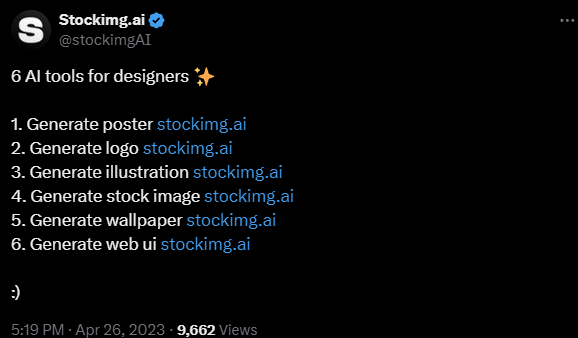 S
Stockimg.ai
@stockimgAI
6 AI tools for designers ✨
1. Generate poster stockimg.ai
2. Generate logo stockimg.ai
3. Generate illustration stockimg.ai
4. Generate stock image stockimg.ai
5. Generate wallpaper stockimg.ai
6. Generate web ui stockimg.ai
:)
5:19 PM · Apr 26, 2023 · 9,662 Views